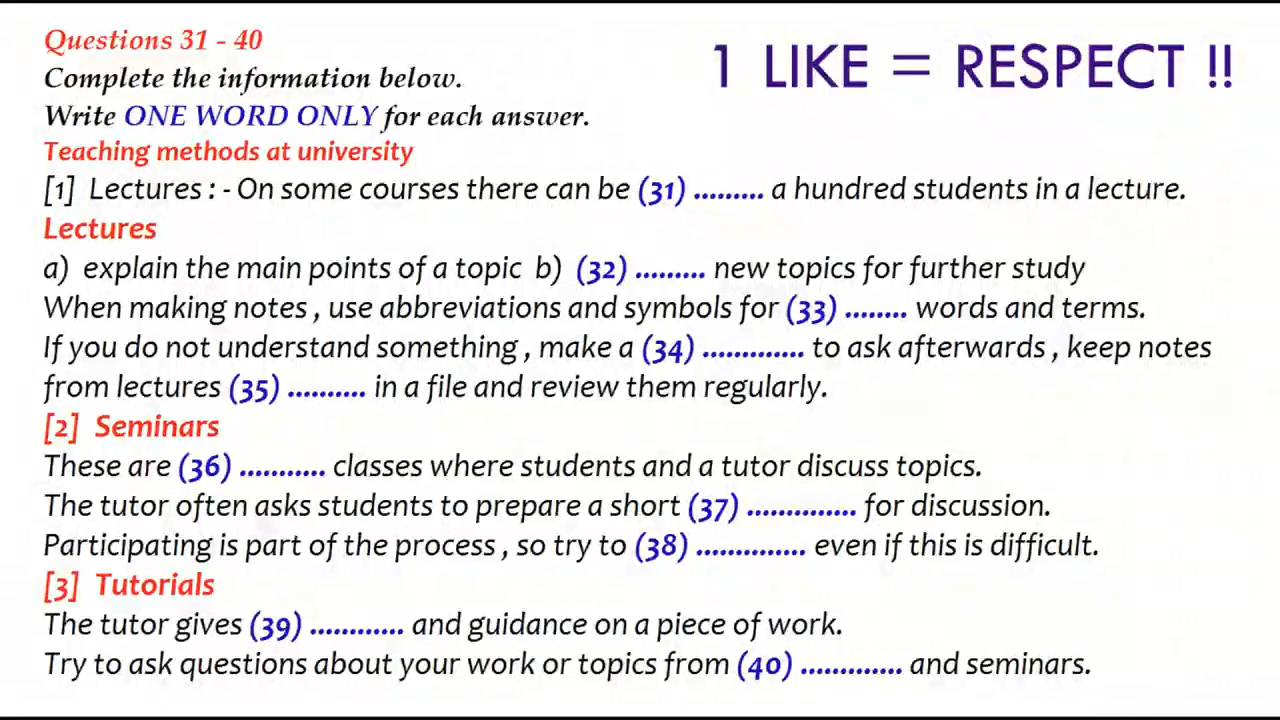 Questions 31 - 40
1 LIKE = RESPECT !!
Complete the information below.
Write ONE WORD ONLY for each answer.
Teaching methods at university
[1] Lectures : - On some courses there can be (31) ......... a hundred students in a lecture.
Lectures
a) explain the main points of a topic b) (32) ......... new topics for further study
When making notes , use abbreviations and symbols for (33) ........ words and terms.
If you do not understand something , make a (34) ............. to ask afterwards , keep notes
from lectures (35) .......... in a file and review them regularly.
[2] Seminars
These are (36) ........... classes where students and a tutor discuss topics.
The tutor often asks students to prepare a short (37) .............. for discussion.
Participating is part of the process , so try to (38) .............. even if this is difficult.
[3] Tutorials
The tutor gives (39) ............ and guidance on a piece of work.
Try to ask questions about your work or topics from (40) ............. and seminars.